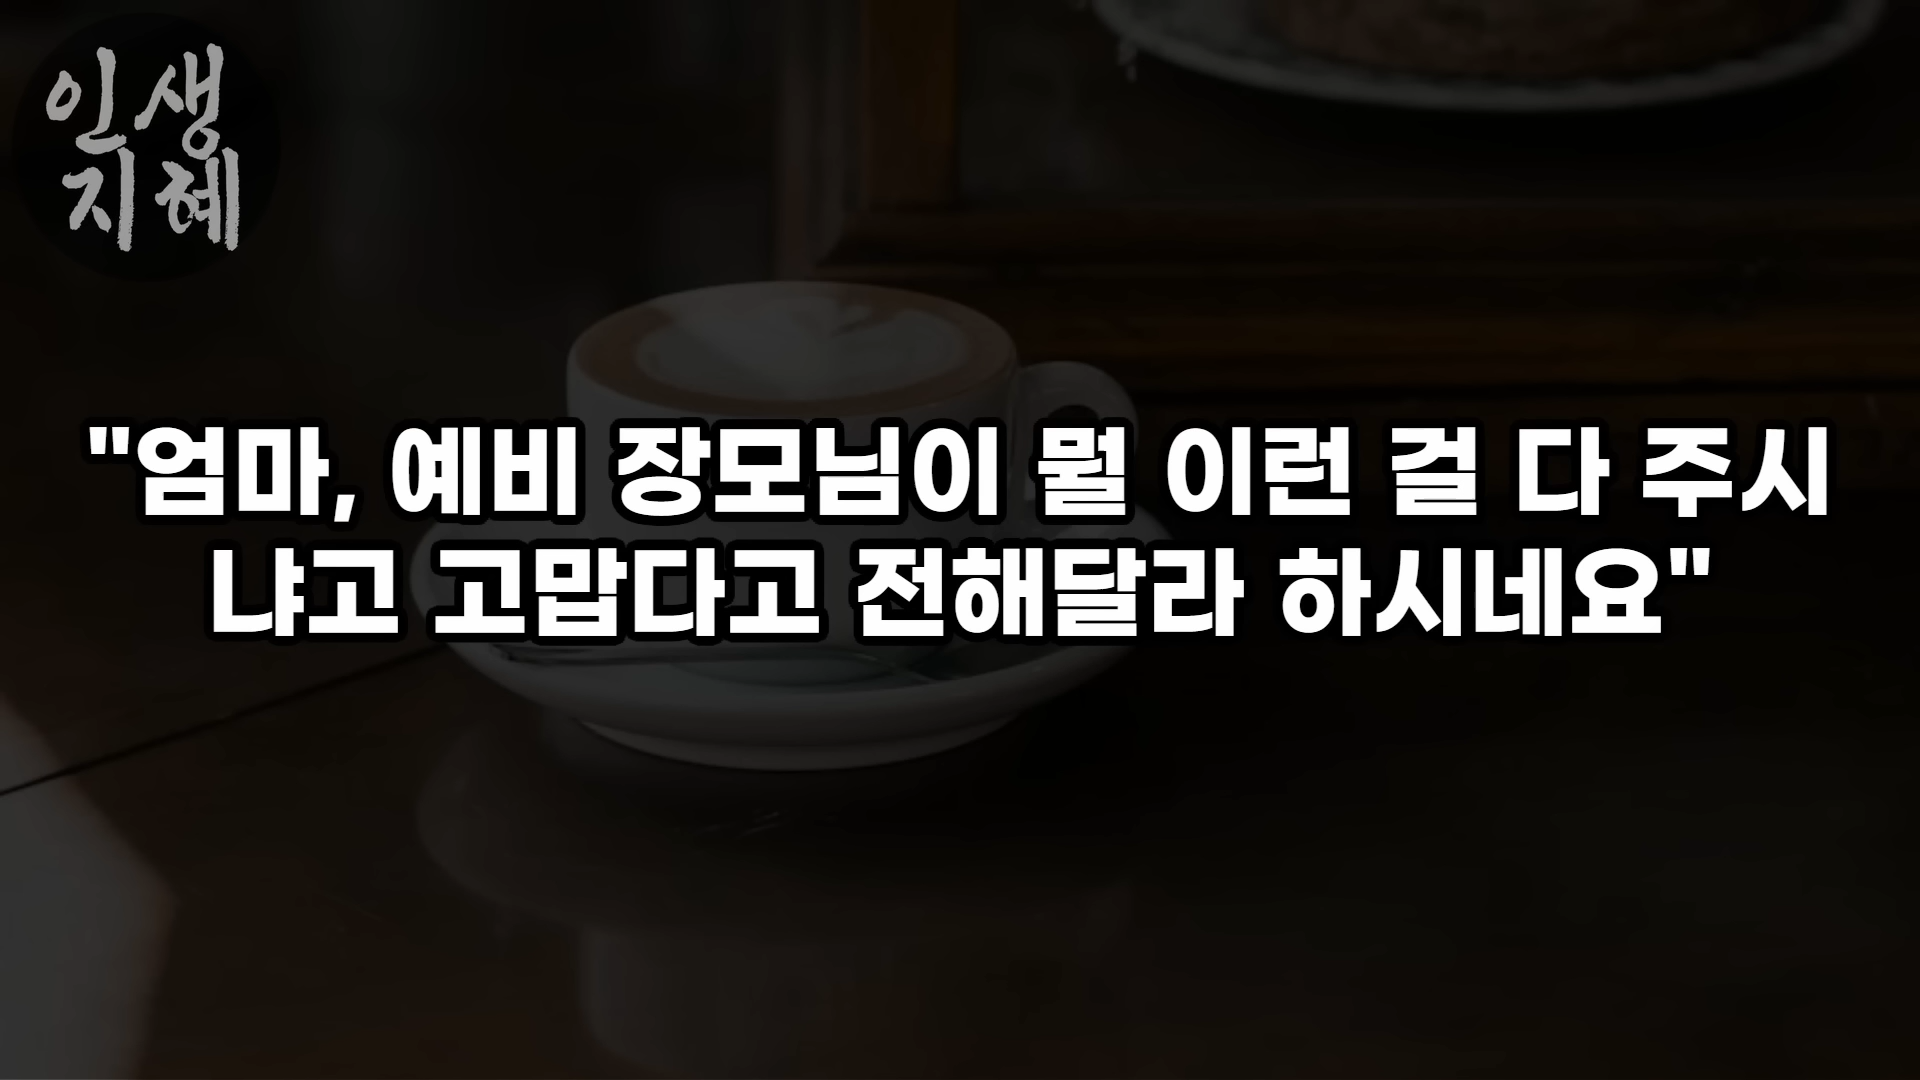 인생
지혜
"엄마, 예비 장모님이 뭘 이런 걸 다 주시
냐고 고맙다고 전해달라 하시네요"